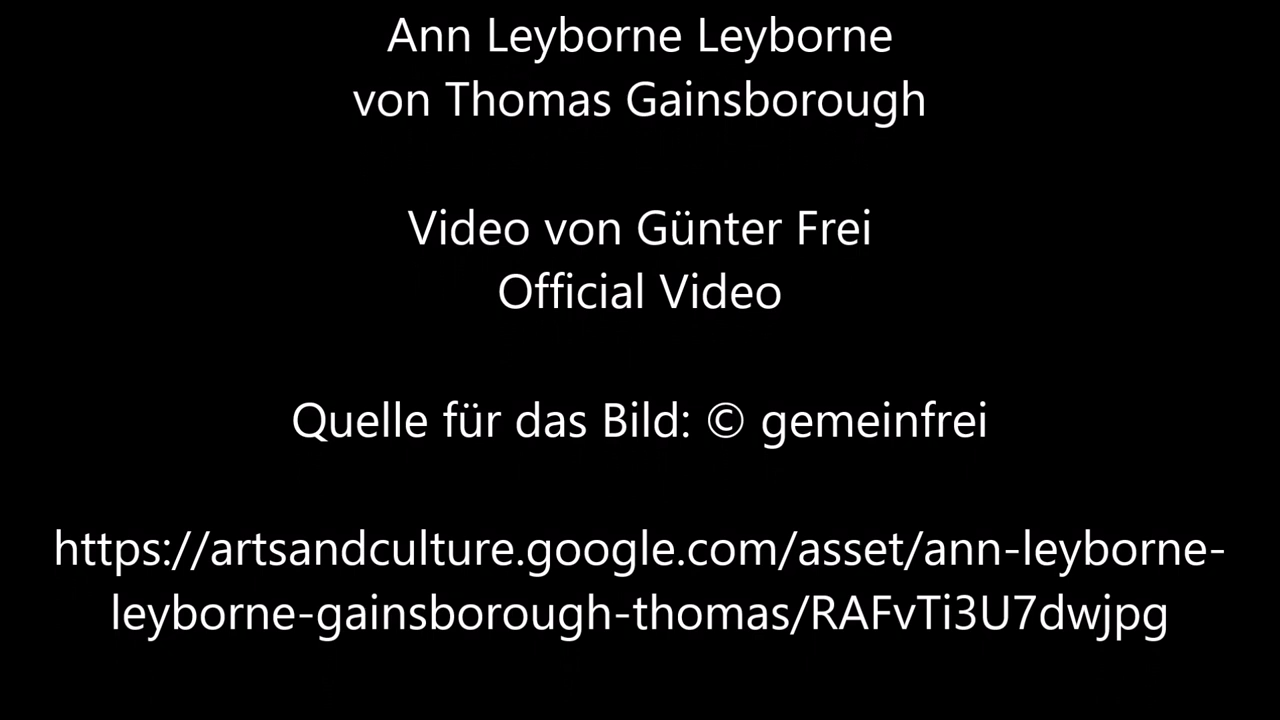 Ann Leyborne Leyborne
von Thomas Gainsborough
Video von Günter Frei
Official Video
Quelle für das Bild: © gemeinfrei
https://artsandculture.google.com/asset/ann-leyborne-
leyborne-gainsborough-thomas/RAFvTi3U7dwjpg